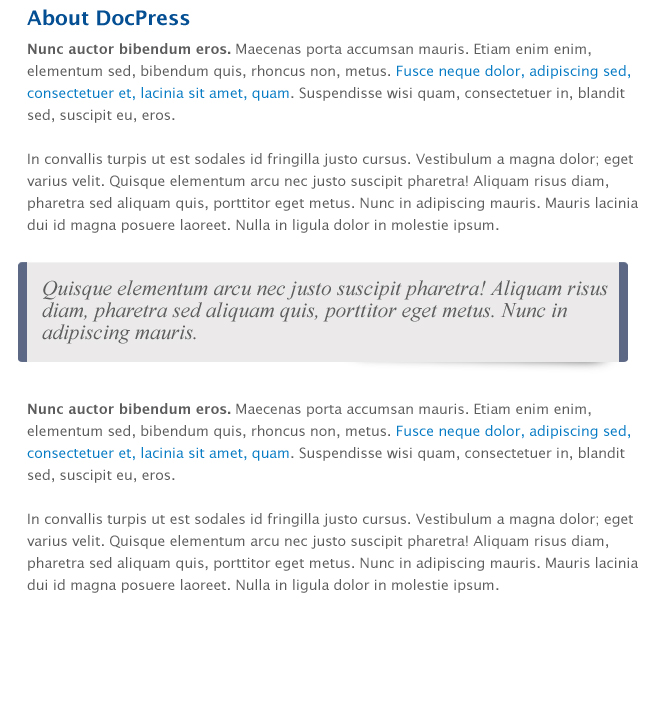 About DocPress
Nunc auctor bibendum eros. Maecenas porta accumsan mauris. Etiam enim enim,
elementum sed, bibendum quis, rhoncus non, metus. Fusce neque dolor, adipiscing sed,
consectetuer et, lacinia sit amet, quam. Suspendisse wisi quam, consectetuer in, blandit
sed, suscipit eu, eros.
In convallis turpis ut est sodales id fringilla justo cursus. Vestibulum a magna dolor; eget
varius velit. Quisque elementum arcu nec justo suscipit pharetra! Aliquam risus diam,
pharetra sed aliquam quis, porttitor eget metus. Nunc in adipiscing mauris. Mauris lacinia
dui id magna posuere laoreet. Nulla in ligula dolor in molestie ipsum.
Quisque elementum arcu nec justo suscipit pharetra! Aliquam risus
diam, pharetra sed aliquam quis, porttitor eget metus. Nunc in
adipiscing mauris.
Nunc auctor bibendum eros. Maecenas porta accumsan mauris. Etiam enim enim,
elementum sed, bibendum quis, rhoncus non, metus. Fusce neque dolor, adipiscing sed,
consectetuer et, lacinia sit amet, quam. Suspendisse wisi quam, consectetuer in, blandit
sed, suscipit eu, eros.
In convallis turpis ut est sodales id fringilla justo cursus. Vestibulum a magna dolor; eget
varius velit. Quisque elementum arcu nec justo suscipit pharetra! Aliquam risus diam,
pharetra sed aliquam quis, porttitor eget metus. Nunc in adipiscing mauris. Mauris lacinia
dui id magna posuere laoreet. Nulla in ligula dolor in molestie ipsum.